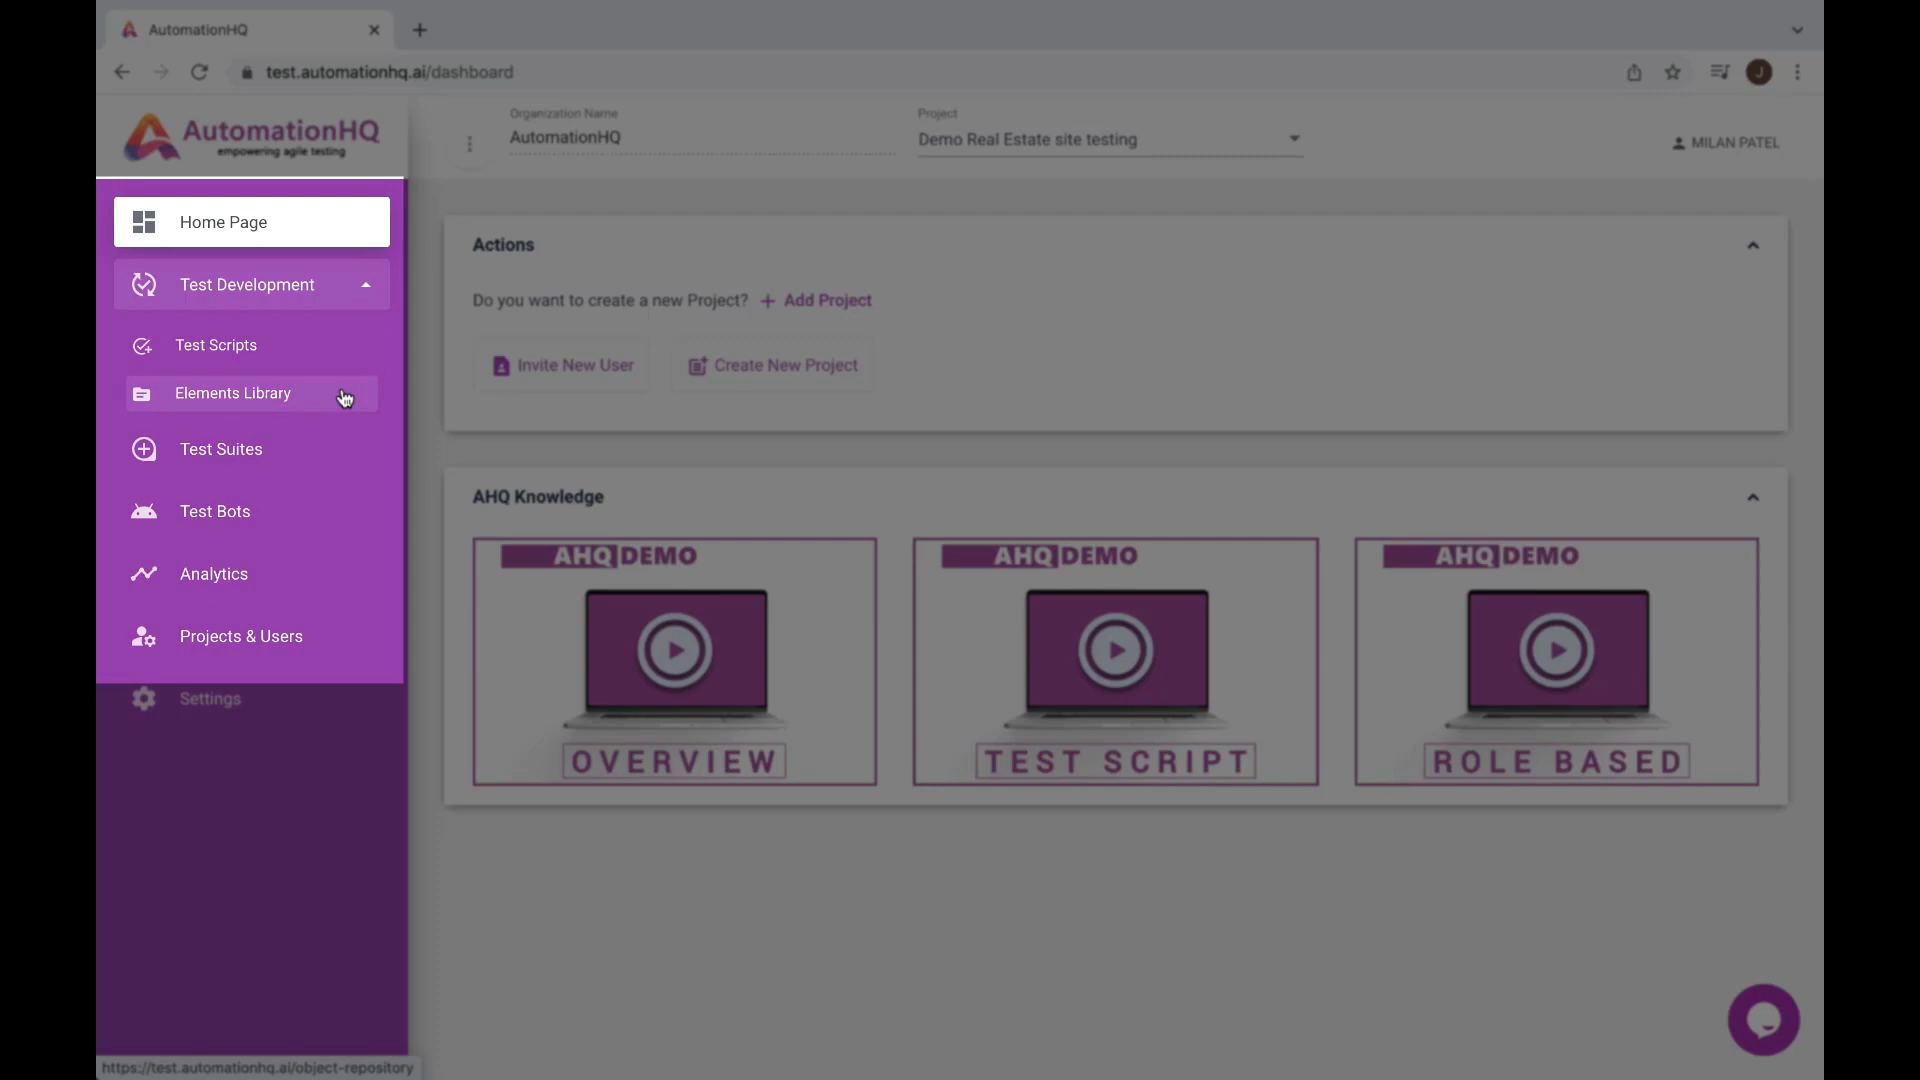 AutomationHQ
test.automationhq.ai/dashboard
J
AutomationHQ
empowering agile testing
Organization Name
AutomationHQ
Project
Demo Real Estate site testing
MILAN PATEL
Home Page
Test Development
Test Scripts
Elements Library
Test Suites
Test Bots
Analytics
Projects & Users
Settings
Actions
Do you want to create a new Project? + Add Project
Invite New User
Create New Project
AHQ Knowledge
AHQ DEMO
OVERVIEW
AHQ DEMO
TEST SCRIPT
AHQ DEMO
ROLE BASED
https://test.automationhq.ai/object-repository